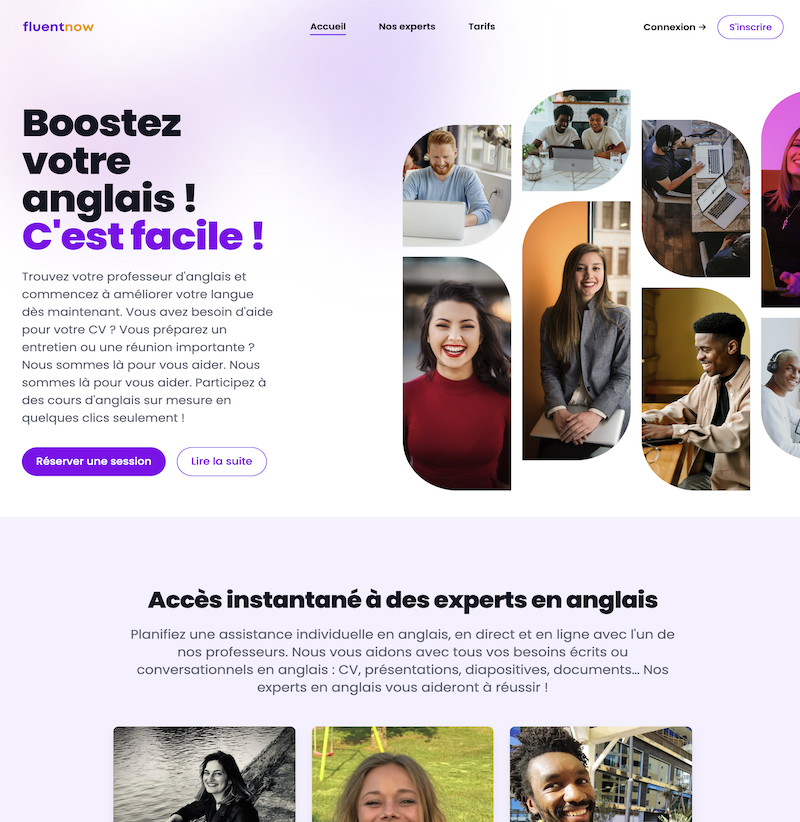 fluentnow
Accueil
Nos experts
Tarifs
Connexion →
S'inscrire
Boostez
votre
anglais !
C'est facile !
Trouvez votre professeur d'anglais et
commencez à améliorer votre langue
dès maintenant. Vous avez besoin d'aide
pour votre CV ? Vous préparez un
entretien ou une réunion importante ?
Nous sommes là pour vous aider. Nous
sommes là pour vous aider. Participez à
des cours d'anglais sur mesure en
quelques clics seulement !
Réserver une session
Lire la suite
Accès instantané à des experts en anglais
Planifiez une assistance individuelle en anglais, en direct et en ligne avec l'un de
nos professeurs. Nous vous aidons avec tous vos besoins écrits ou
conversationnels en anglais : CV, présentations, diapositives, documents... Nos
experts en anglais vous aideront à réussir !